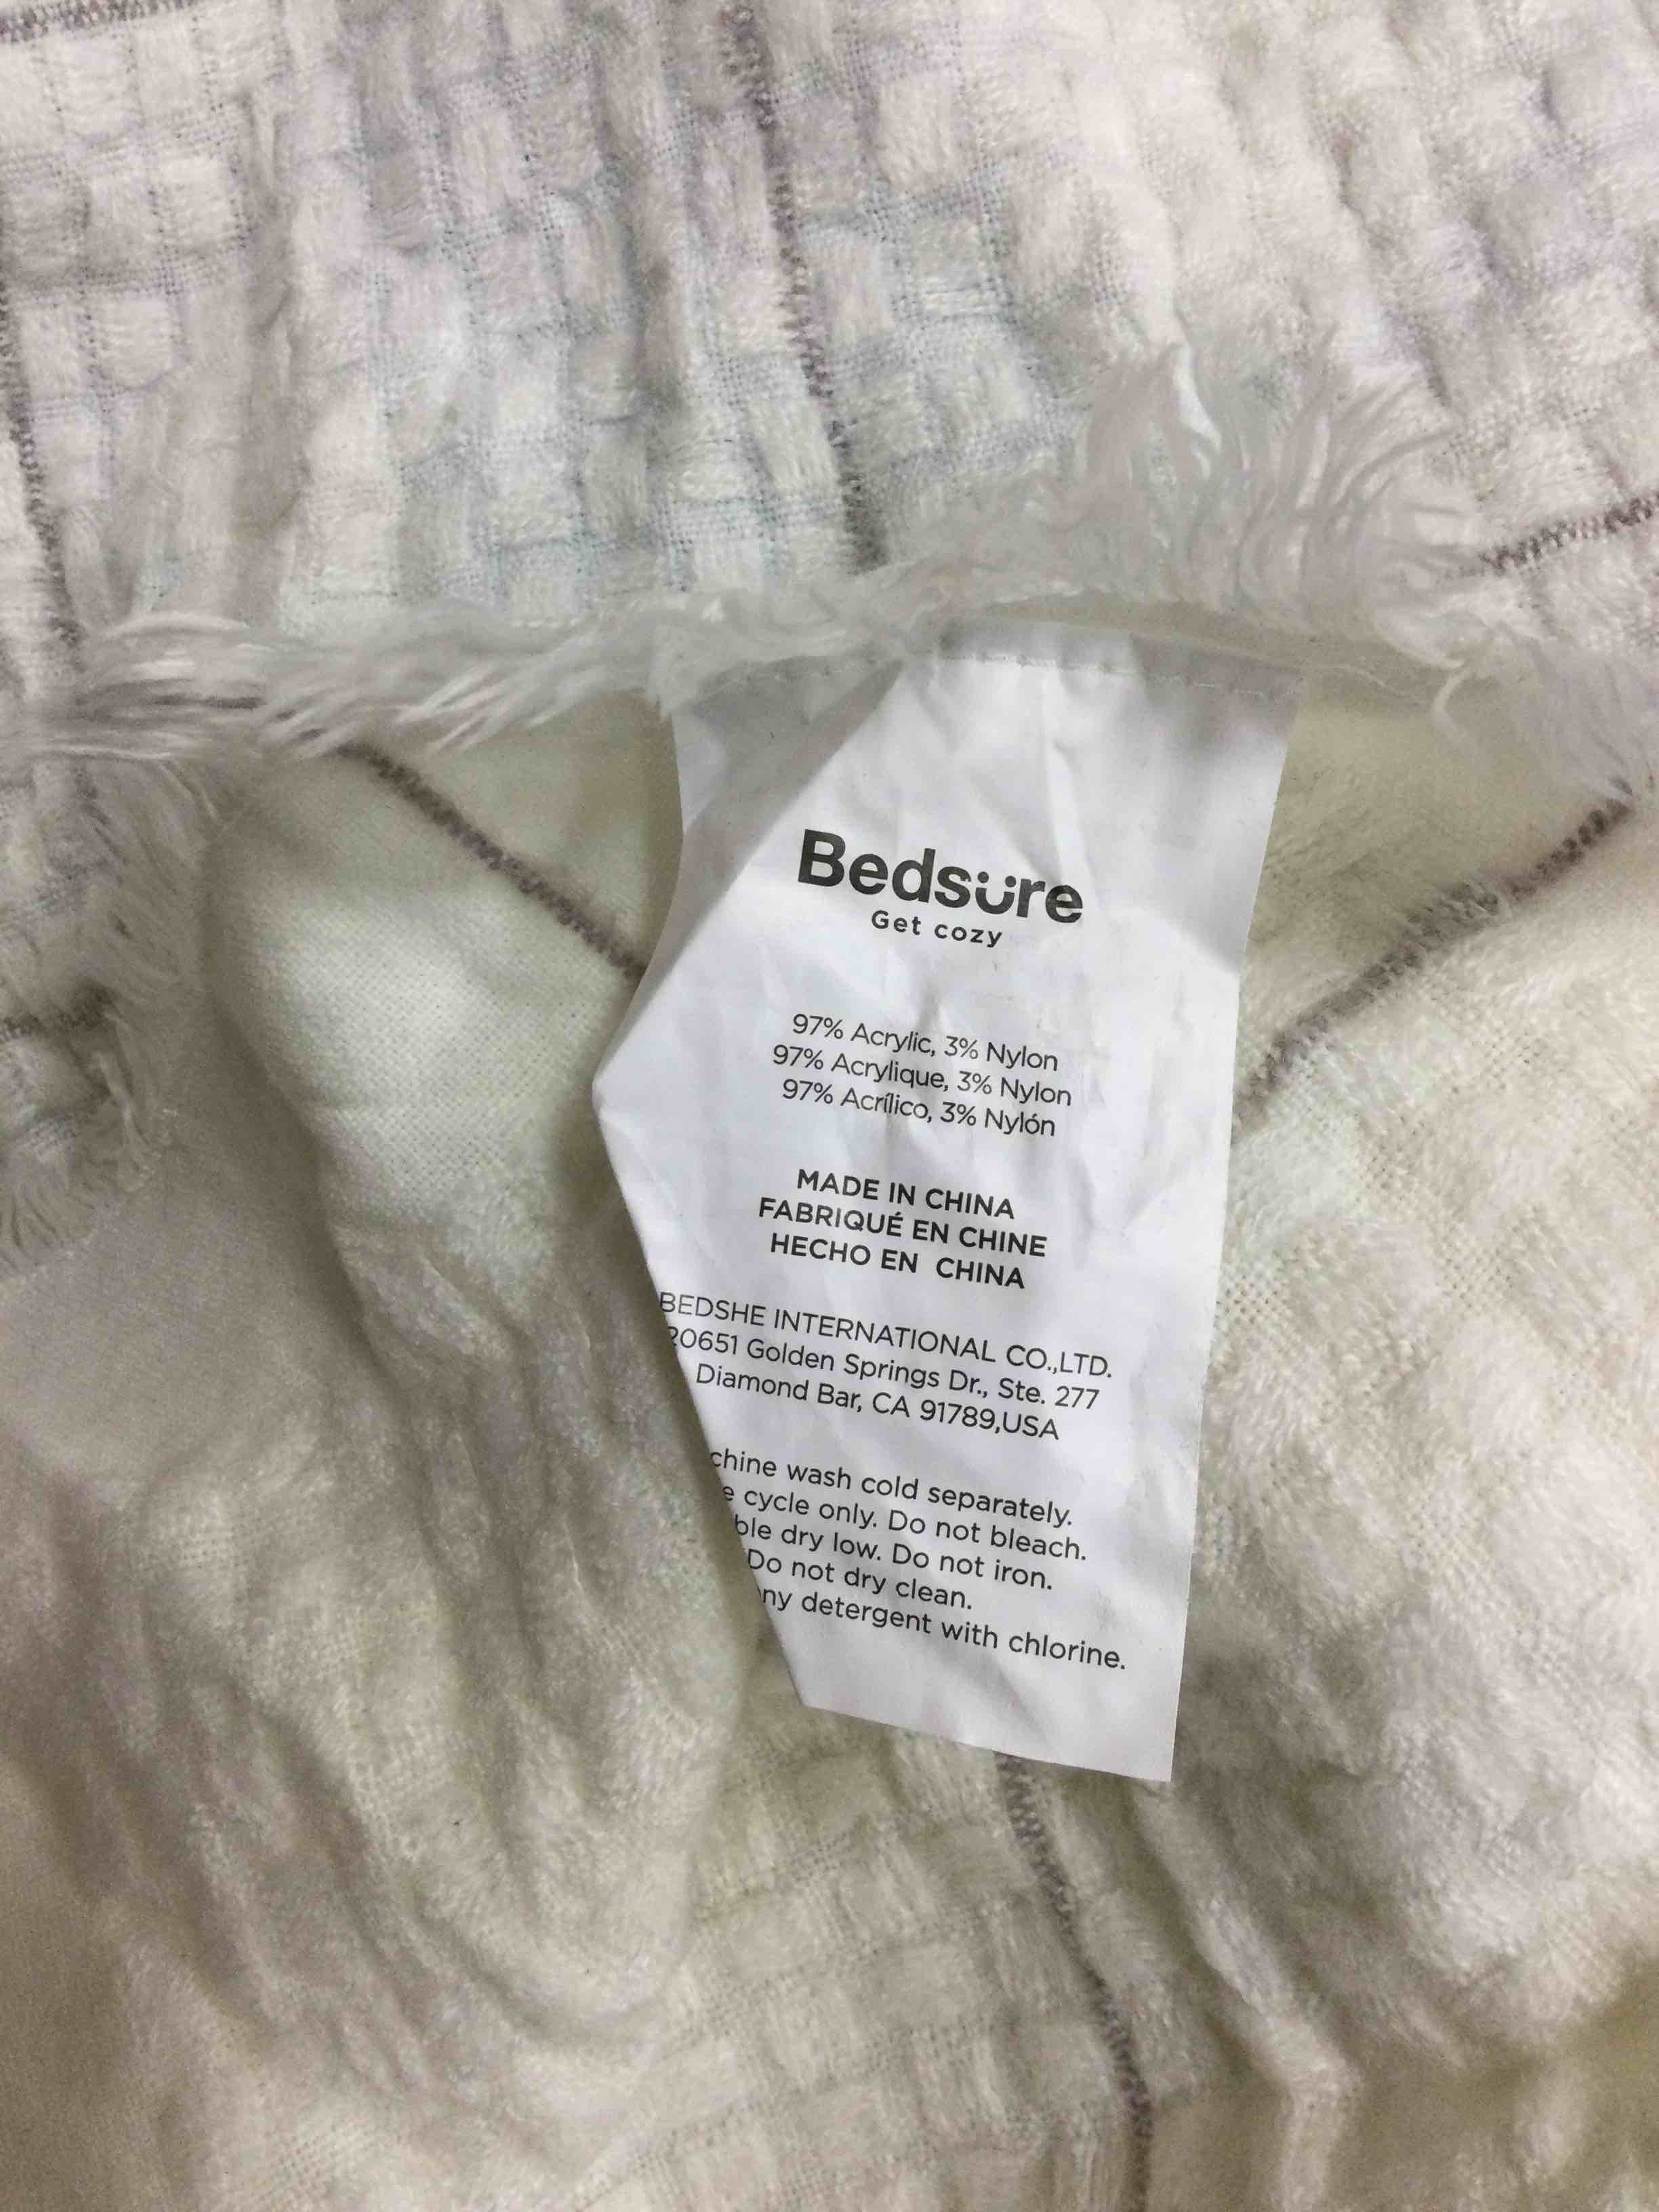 Bedsüre
Get cozy
97% Acrylic, 3% Nylon
97% Acrylique, 3% Nylon
97% Acrílico, 3% Nylón
MADE IN CHINA
FABRIQUÉ EN CHINE
HECHO EN CHINA
BEDSHE INTERNATIONAL CO.,LTD.
20651 Golden Springs Dr., Ste. 277
Diamond Bar, CA 91789,USA
chine wash cold separately.
e cycle only. Do not bleach.
ble dry low. Do not iron.
Do not dry clean.
ny detergent with chlorine.